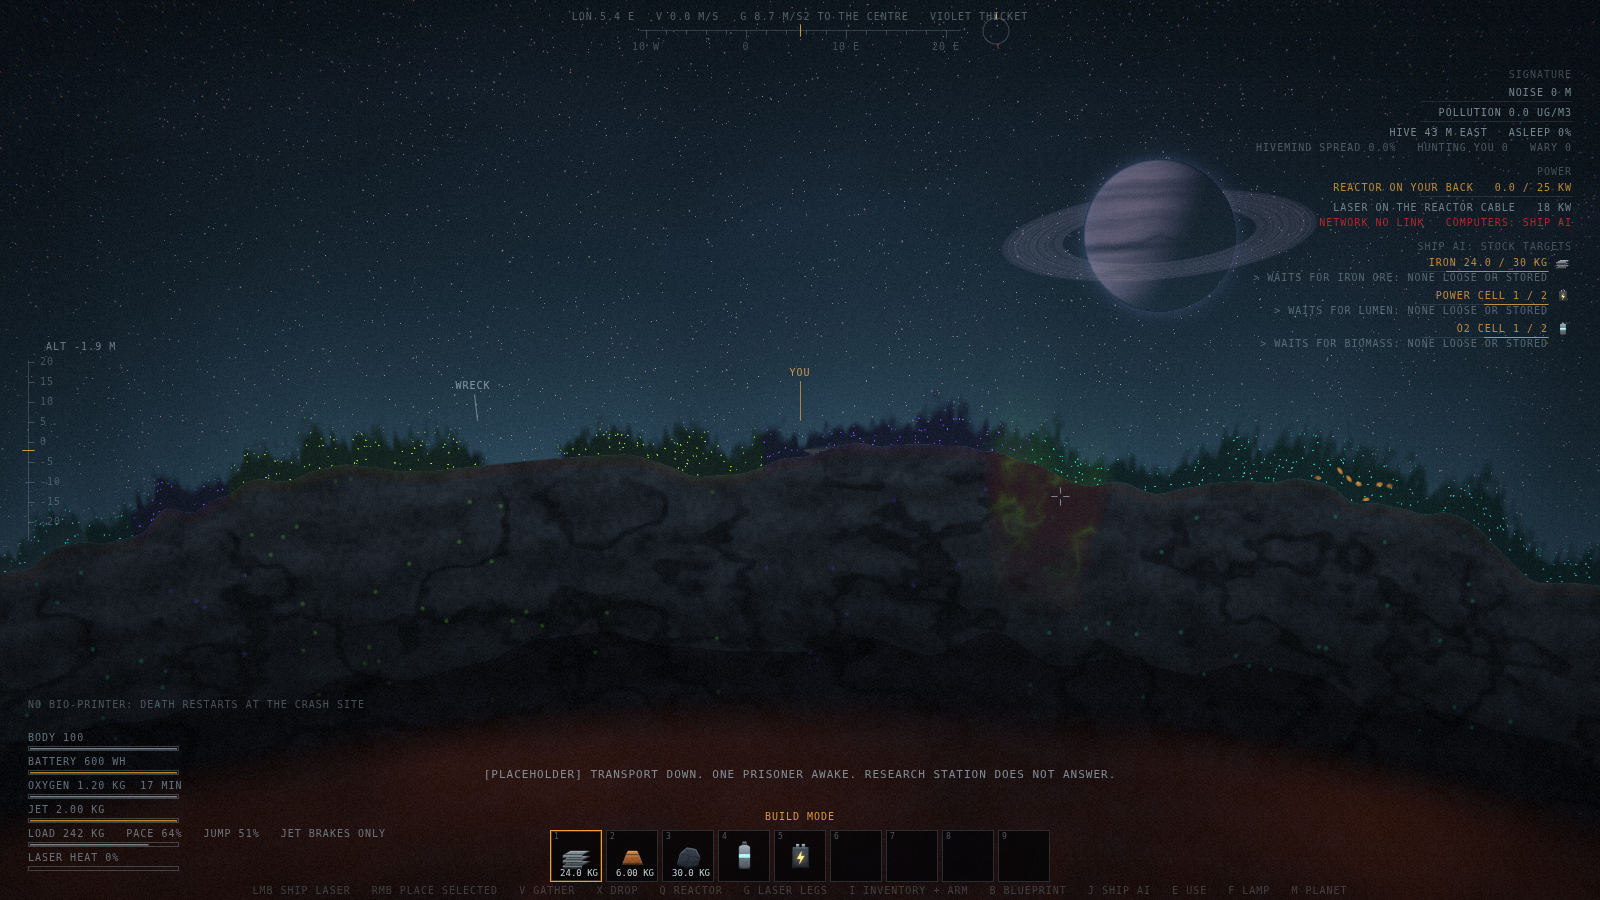 LON 5.4 E V 0.0 M/S G 8.7 M/S2 TO THE CENTRE VIOLET THICKET
10 W 0 10 E 20 E
SIGNATURE
NOISE 0 M
POLLUTION 0.0 UG/M3
HIVE 43 M EAST ASLEEP 0%
HIVEMIND SPREAD 0.0% HUNTING YOU 0 WARY 0
POWER
REACTOR ON YOUR BACK 0.0 / 25 KW
LASER ON THE REACTOR CABLE 18 KW
NETWORK NO LINK COMPUTERS: SHIP AI
SHIP AI: STOCK TARGETS
IRON 24.0 / 30 KG
> WAITS FOR IRON ORE: NONE LOOSE OR STORED
POWER CELL 1 / 2
> WAITS FOR LUMEN: NONE LOOSE OR STORED
O2 CELL 1 / 2
> WAITS FOR BIOMASS: NONE LOOSE OR STORED
ALT -1.9 M
20
15
10
5
0
-5
-10
-15
-20
WRECK
YOU
NO BIO-PRINTER: DEATH RESTARTS AT THE CRASH SITE
BODY 100
BATTERY 600 WH
OXYGEN 1.20 KG 17 MIN
JET 2.00 KG
LOAD 242 KG PACE 64% JUMP 51% JET BRAKES ONLY
LASER HEAT 0%
[PLACEHOLDER] TRANSPORT DOWN. ONE PRISONER AWAKE. RESEARCH STATION DOES NOT ANSWER.
BUILD MODE
1 2 3 4 5 6 7 8 9
24.0 KG 6.00 KG 30.0 KG
LMB SHIP LASER RMB PLACE SELECTED V GATHER X DROP Q REACTOR G LASER LEGS I INVENTORY + ARM B BLUEPRINT J SHIP AI E USE F LAMP M PLANET